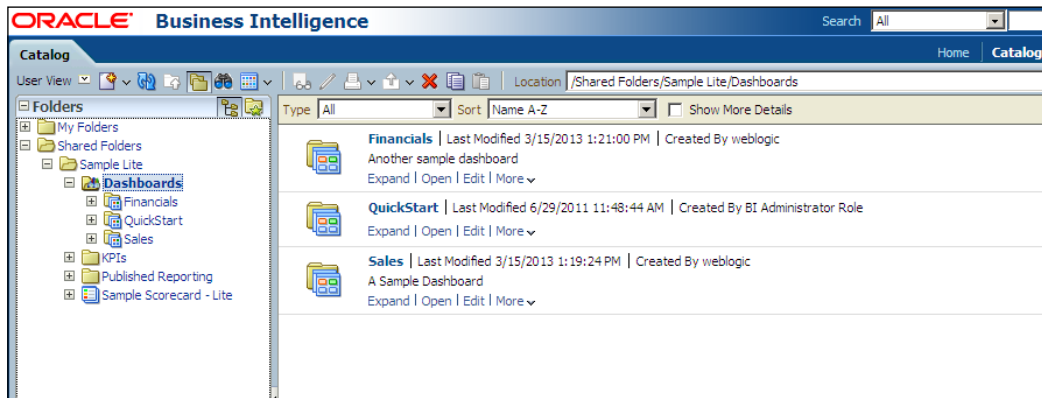 ORACLE Business Intelligence
Search All
Catalog
Home Catalog
User View
Location /Shared Folders/Sample Lite/Dashboards
Folders
My Folders
Shared Folders
Sample Lite
Dashboards
Financials
QuickStart
Sales
KPIs
Published Reporting
Sample Scorecard - Lite
Type All Sort Name A-Z Show More Details
Financials | Last Modified 3/15/2013 1:21:00 PM | Created By weblogic
Another sample dashboard
Expand | Open | Edit | More
QuickStart | Last Modified 6/29/2011 11:48:44 AM | Created By BI Administrator Role
Expand | Open | Edit | More
Sales | Last Modified 3/15/2013 1:19:24 PM | Created By weblogic
A Sample Dashboard
Expand | Open | Edit | More